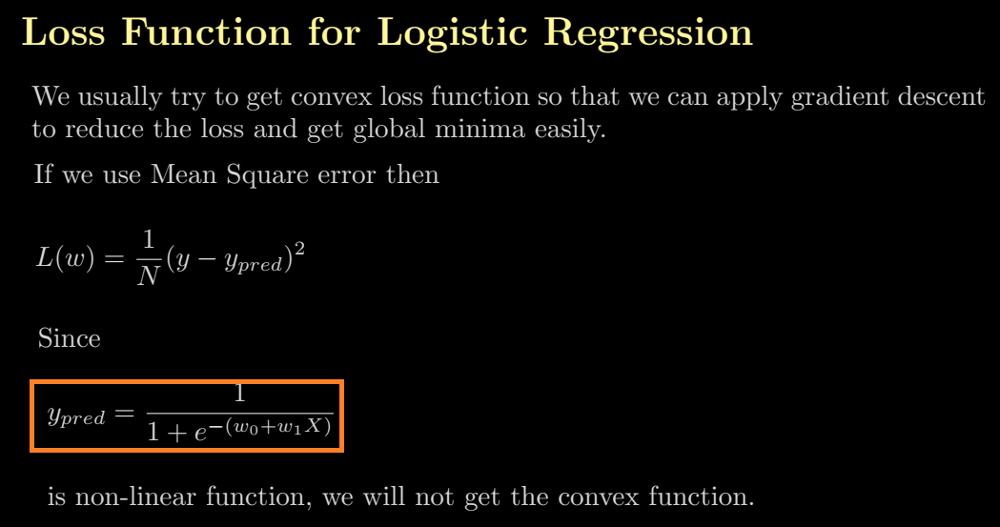 Loss Function for Logistic Regression
We usually try to get convex loss function so that we can apply gradient descent
to reduce the loss and get global minima easily.
If we use Mean Square error then
L(w) = \frac{1}{N}(y − y_{pred})^2
Since
y_{pred} = \frac{1}{1 + e^{−(w_0+w_1X)}}
is non-linear function, we will not get the convex function.